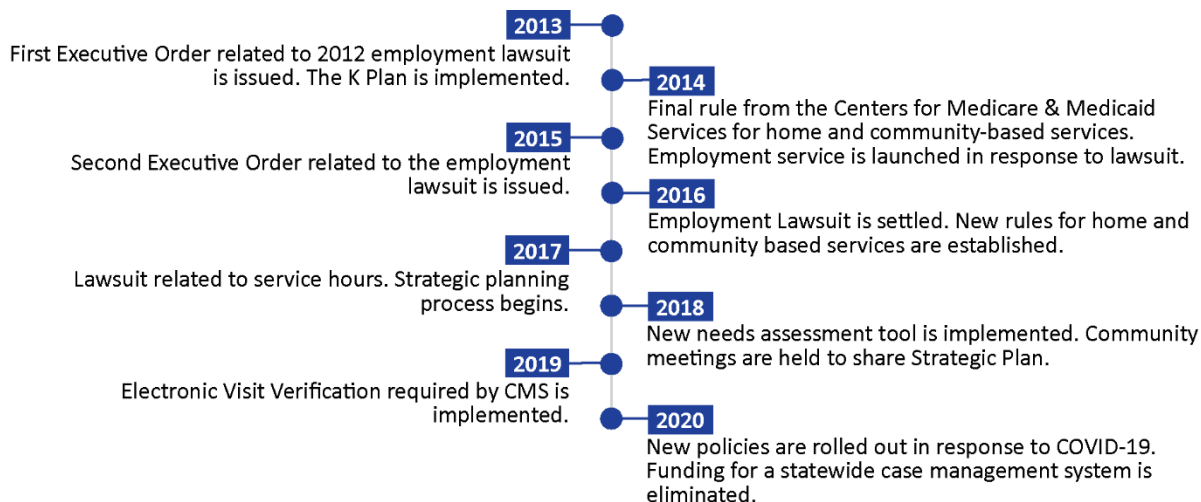 2013
First Executive Order related to 2012 employment lawsuit
is issued. The K Plan is implemented.
2014
Final rule from the Centers for Medicare & Medicaid
Services for home and community-based services.
Employment service is launched in response to lawsuit.
2015
Second Executive Order related to the employment
lawsuit is issued.
2016
Employment Lawsuit is settled. New rules for home and
community based services are established.
2017
Lawsuit related to service hours. Strategic planning
process begins.
2018
New needs assessment tool is implemented. Community
meetings are held to share Strategic Plan.
2019
Electronic Visit Verification required by CMS is
implemented.
2020
New policies are rolled out in response to COVID-19.
Funding for a statewide case management system is
eliminated.